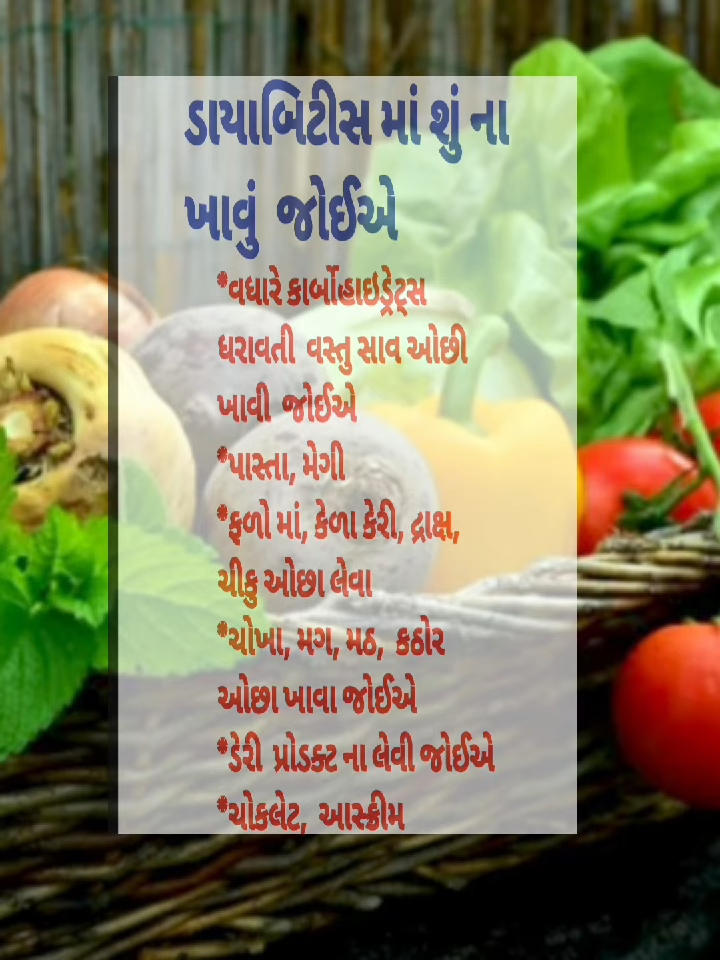 ડાયાબિટીસ માં શું ના
ખાવું જોઈએ
*વધારે કાર્બોહાઇડ્રેટ્સ
ધરાવતી વસ્તુ સાવ ઓછી
ખાવી જોઈએ
*પાસ્તા, મેગી
*ફળો માં, કેળા કેરી, દ્રાક્ષ,
ચીકુ ઓછા લેવા
*ચોખા, મગ, મઠ, કઠોર
ઓછા ખાવા જોઈએ
*ડેરી પ્રોડક્ટ ના લેવી જોઈએ
*ચોકલેટ, આસ્ક્રીમ